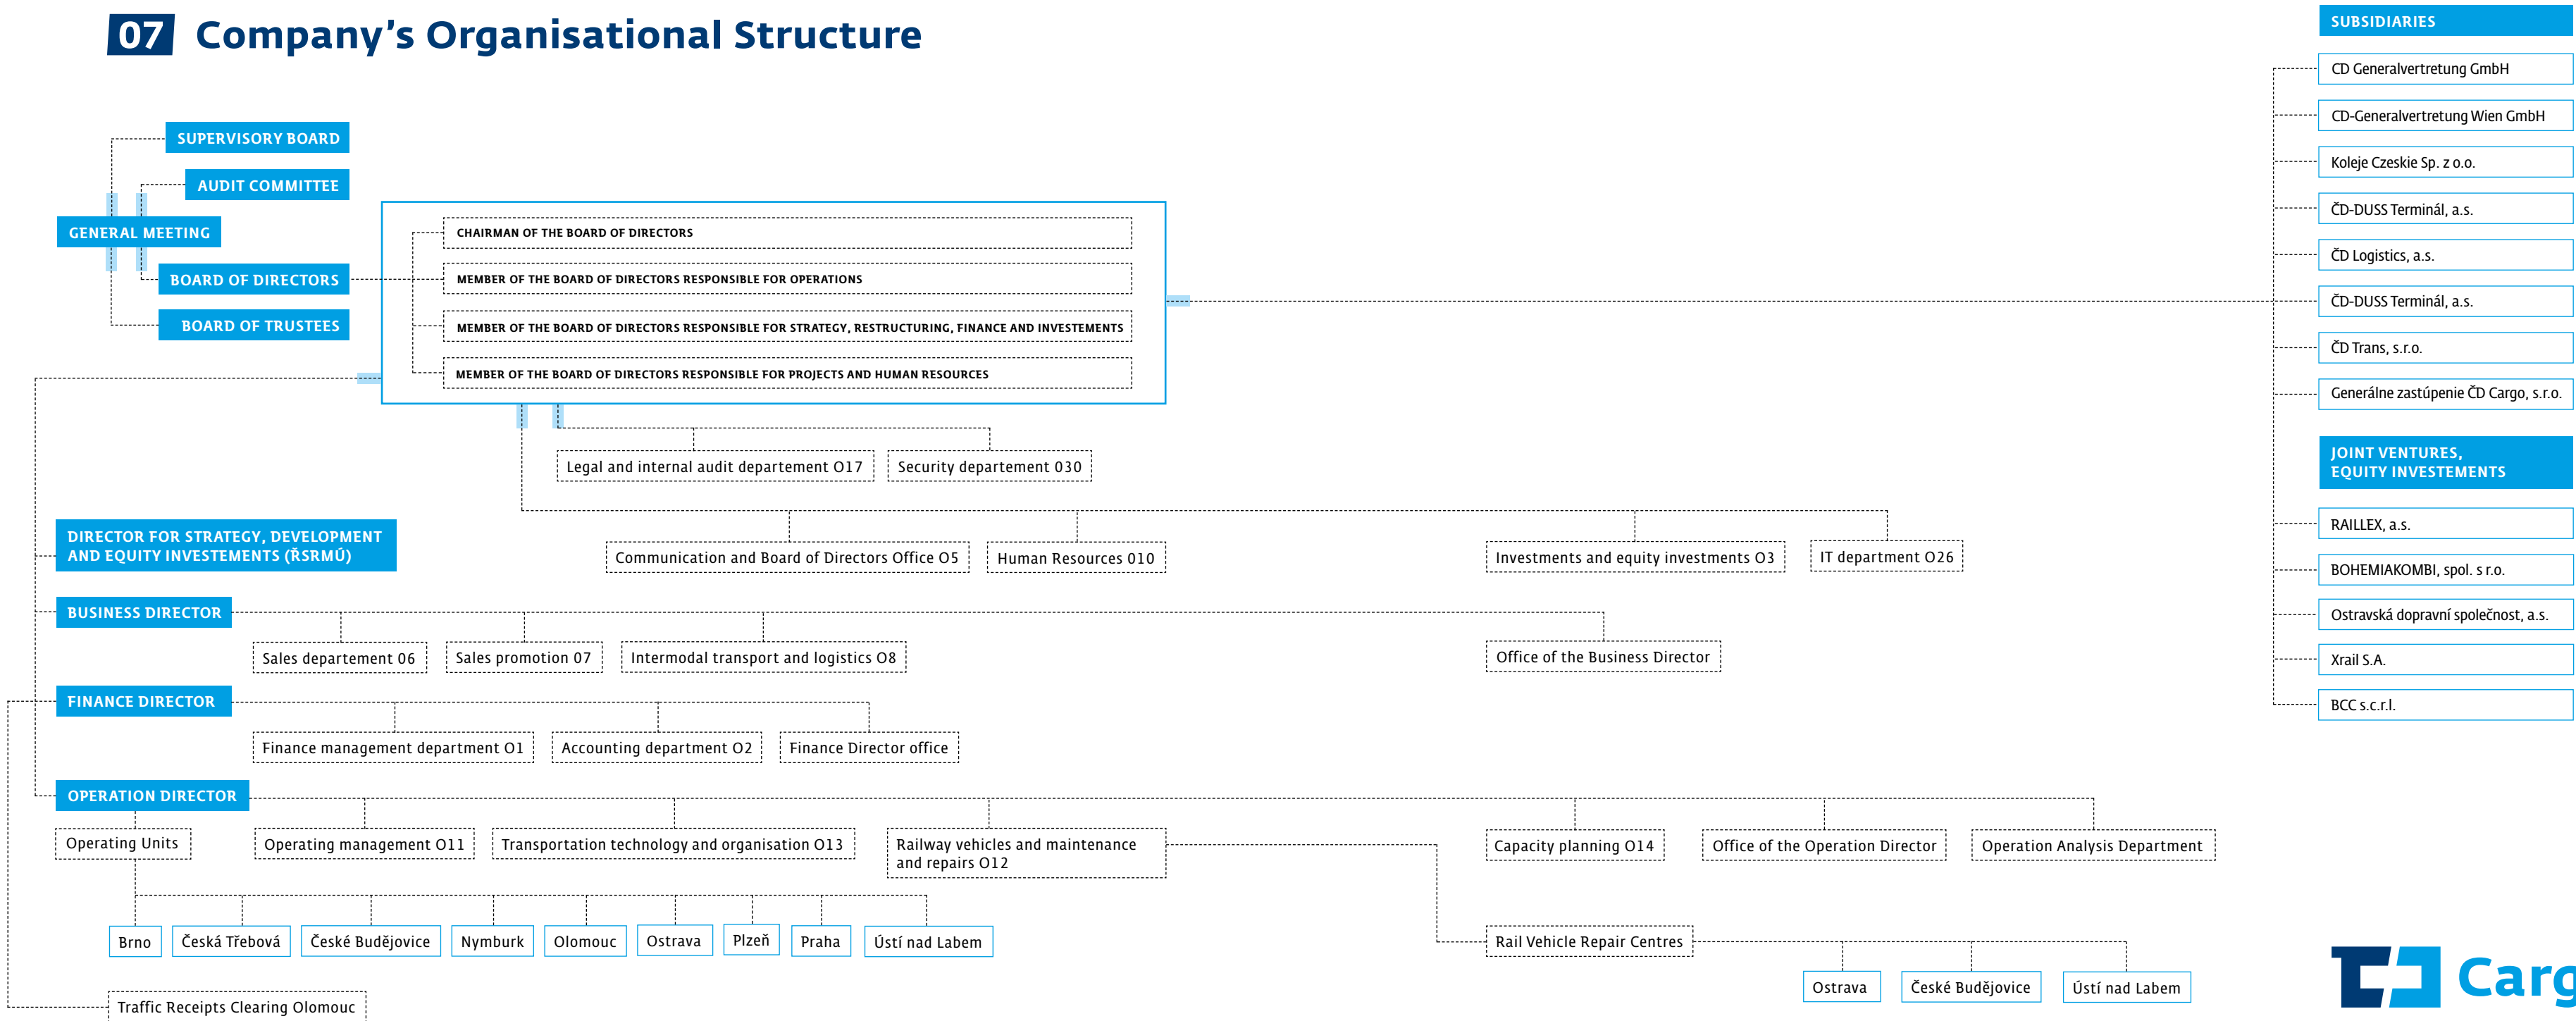 07 Company's Organisational Structure
SUPERVISORY BOARD
AUDIT COMMITTEE
GENERAL MEETING
BOARD OF DIRECTORS
BOARD OF TRUSTEES
CHAIRMAN OF THE BOARD OF DIRECTORS
MEMBER OF THE BOARD OF DIRECTORS RESPONSIBLE FOR OPERATIONS
MEMBER OF THE BOARD OF DIRECTORS RESPONSIBLE FOR STRATEGY, RESTRUCTURING, FINANCE AND INVESTEMENTS
MEMBER OF THE BOARD OF DIRECTORS RESPONSIBLE FOR PROJECTS AND HUMAN RESOURCES
Legal and internal audit departement O17
Security departement 030
DIRECTOR FOR STRATEGY, DEVELOPMENT
AND EQUITY INVESTEMENTS (ŘSRMÚ)
Communication and Board of Directors Office O5
Human Resources 010
Investments and equity investments O3
IT department O26
BUSINESS DIRECTOR
Sales departement 06
Sales promotion 07
Intermodal transport and logistics O8
Office of the Business Director
FINANCE DIRECTOR
Finance management department O1
Accounting department O2
Finance Director office
OPERATION DIRECTOR
Operating Units
Operating management O11
Transportation technology and organisation O13
Railway vehicles and maintenance
and repairs O12
Capacity planning O14
Office of the Operation Director
Operation Analysis Department
Brno
Česká Třebová
České Budějovice
Nymburk
Olomouc
Ostrava
Plzeň
Praha
Ústí nad Labem
Rail Vehicle Repair Centres
Ostrava
České Budějovice
Ústí nad Labem
Traffic Receipts Clearing Olomouc
SUBSIDIARIES
CD Generalvertretung GmbH
CD-Generalvertretung Wien GmbH
Koleje Czeskie Sp. z o.o.
ČD-DUSS Terminál, a.s.
ČD Logistics, a.s.
ČD-DUSS Terminál, a.s.
ČD Trans, s.r.o.
Generálne zastúpenie ČD Cargo, s.r.o.
JOINT VENTURES,
EQUITY INVESTEMENTS
RAILLEX, a.s.
BOHEMIAKOMBI, spol. s r.o.
Ostravská dopravní společnost, a.s.
Xrail S.A.
BCC s.c.r.l.
Carg